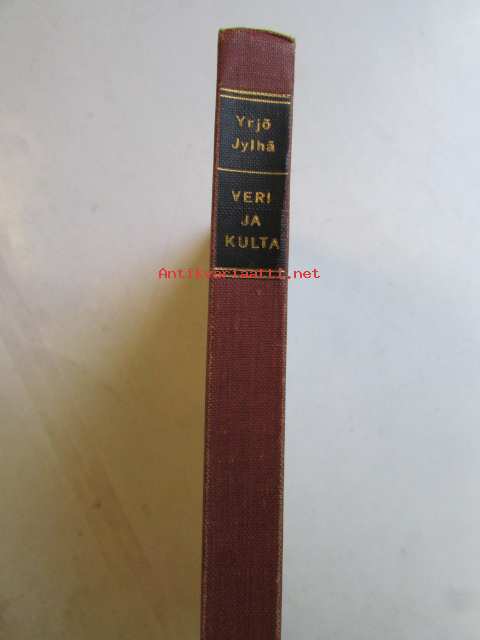 Yrjö
Jylhä
VERI
JA
KULTA
Antikvariaatti.net